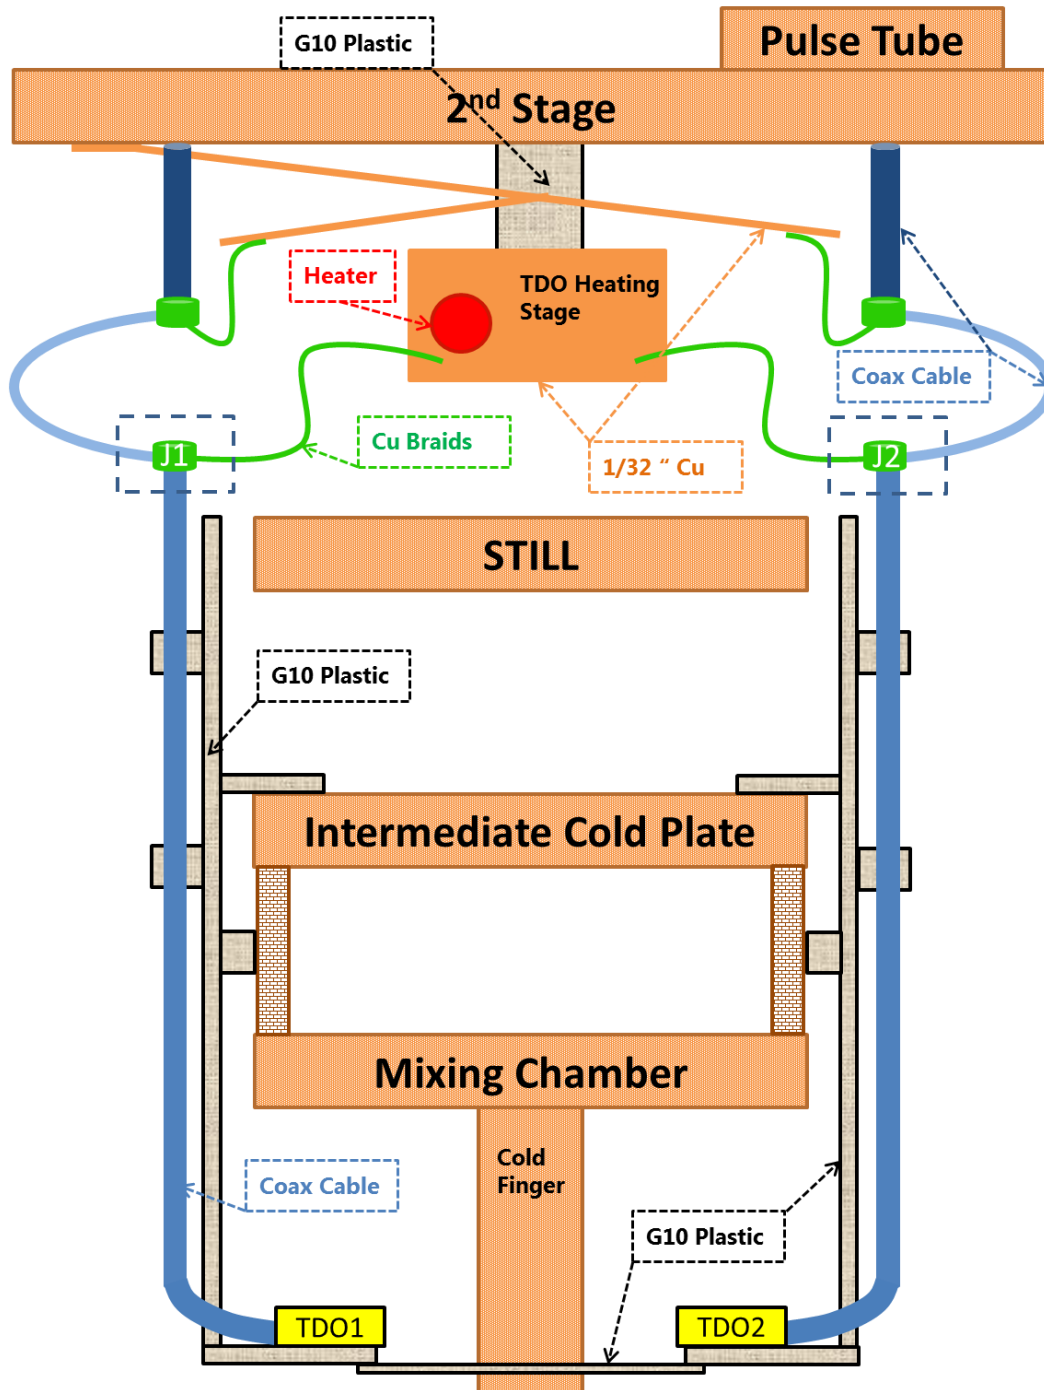 G10 Plastic
Pulse Tube
2nd Stage
Heater
TDO Heating
Stage
Coax Cable
Cu Braids
1/32 “ Cu
J1
J2
STILL
G10 Plastic
Intermediate Cold Plate
Mixing Chamber
Cold
Finger
Coax Cable
G10 Plastic
TDO1
TDO2